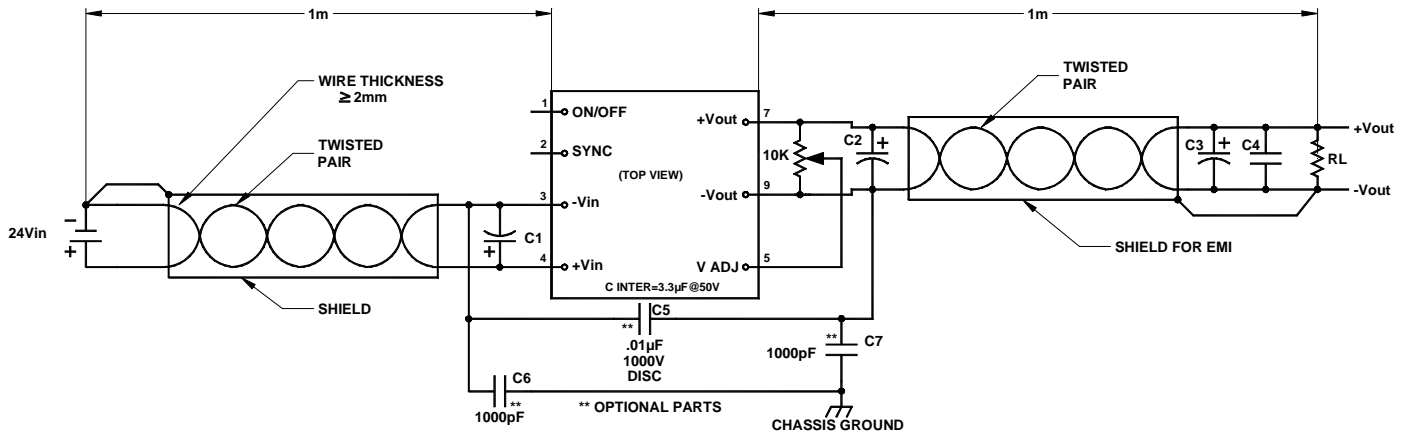 1m
1m
WIRE THICKNESS
≥ 2mm
TWISTED
PAIR
TWISTED
PAIR
1
ON/OFF
2
SYNC
(TOP VIEW)
3
-Vin
4
+Vin
+Vout
7
-Vout
9
V ADJ
5
C INTER=3.3µF@50V
10K
C2
+
C3
+
C4
RL
+Vout
-Vout
24Vin
−
+
C1
+
SHIELD
SHIELD FOR EMI
C5
**
.01µF
1000V
DISC
**
C7
1000pF
C6
**
1000pF
** OPTIONAL PARTS
CHASSIS GROUND